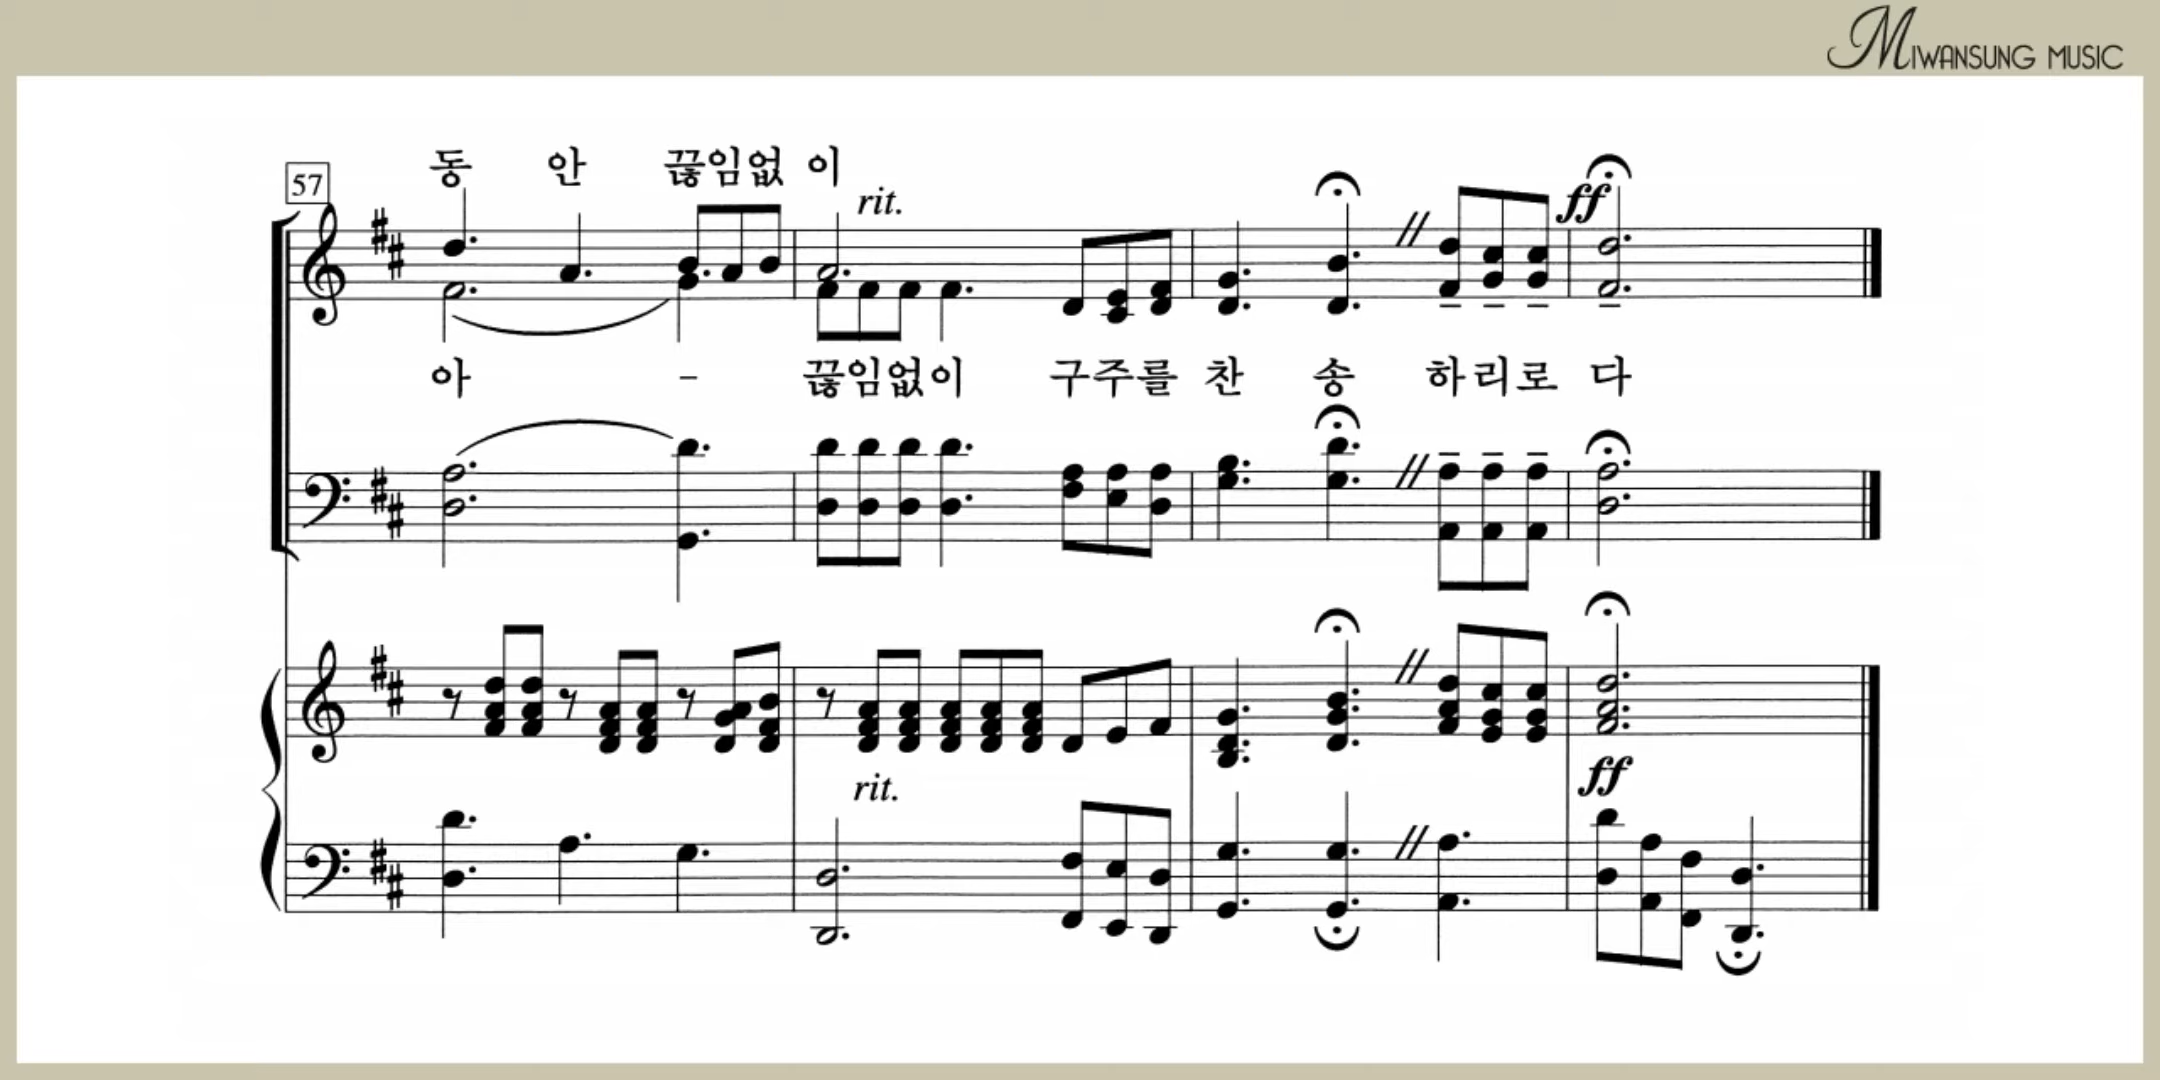 MIWANSUNG MUSIC
동 안 끊임없 이
57
rit.
ff
아 - 끊임없이 구주를 찬 송 하리로 다
rit.
ff